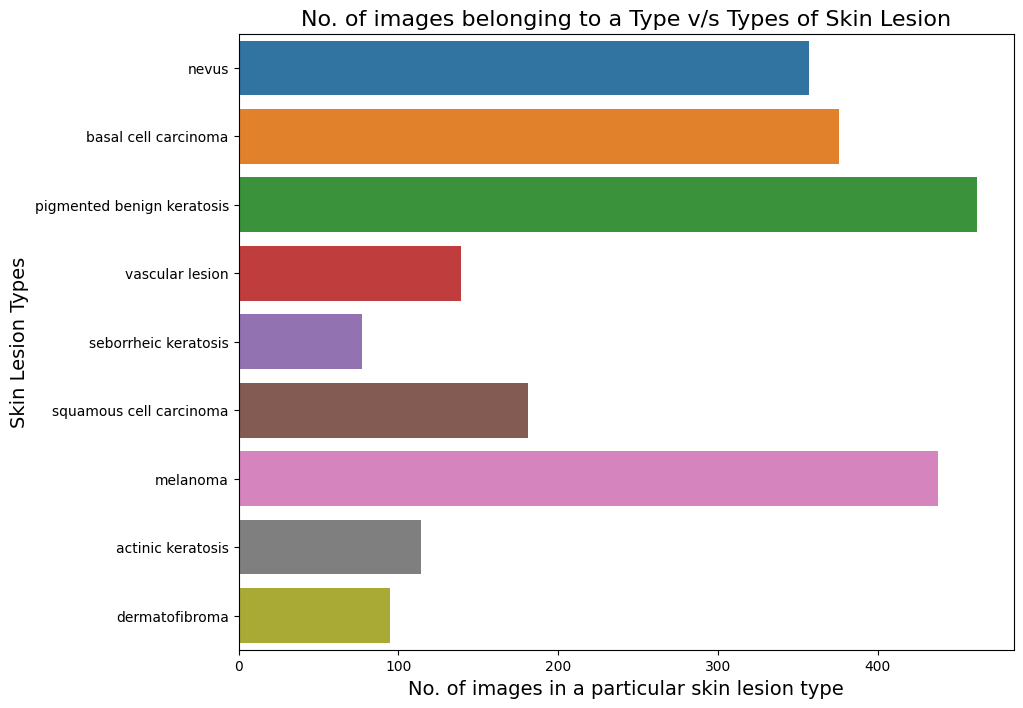 No. of images belonging to a Type v/s Types of Skin Lesion
Skin Lesion Types
nevus
basal cell carcinoma
pigmented benign keratosis
vascular lesion
seborrheic keratosis
squamous cell carcinoma
melanoma
actinic keratosis
dermatofibroma
0 100 200 300 400
No. of images in a particular skin lesion type